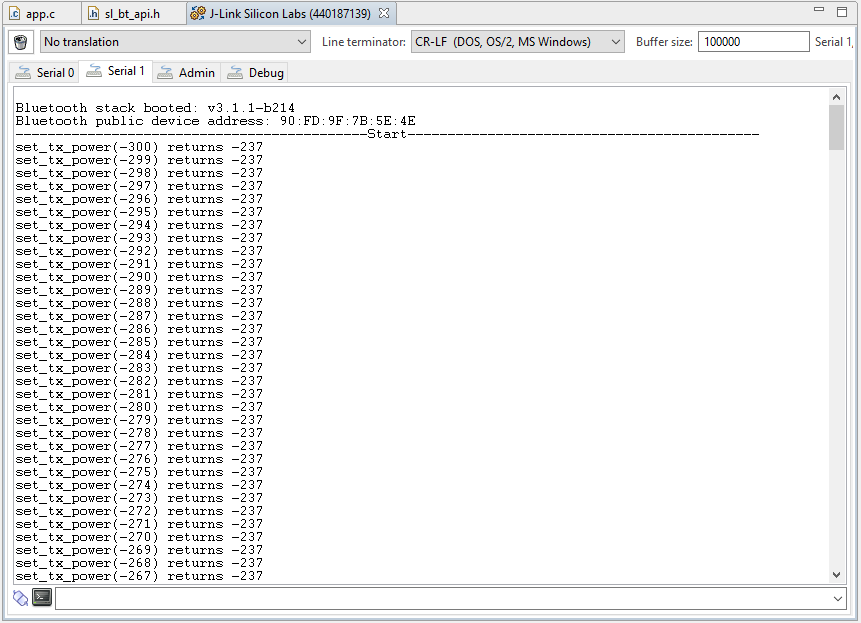 app.c sl_bt_api.h J-Link Silicon Labs (440187139)
No translation Line terminator: CR-LF (DOS, OS/2, MS Windows) Buffer size: 100000 Serial 1,
Serial 0 Serial 1 Admin Debug
Bluetooth stack booted: v3.1.1-b214
Bluetooth public device address: 90:FD:9F:7B:5E:4E
--------------------------------------------Start--------------------------------------------
set_tx_power(-300) returns -237
set_tx_power(-299) returns -237
set_tx_power(-298) returns -237
set_tx_power(-297) returns -237
set_tx_power(-296) returns -237
set_tx_power(-295) returns -237
set_tx_power(-294) returns -237
set_tx_power(-293) returns -237
set_tx_power(-292) returns -237
set_tx_power(-291) returns -237
set_tx_power(-290) returns -237
set_tx_power(-289) returns -237
set_tx_power(-288) returns -237
set_tx_power(-287) returns -237
set_tx_power(-286) returns -237
set_tx_power(-285) returns -237
set_tx_power(-284) returns -237
set_tx_power(-283) returns -237
set_tx_power(-282) returns -237
set_tx_power(-281) returns -237
set_tx_power(-280) returns -237
set_tx_power(-279) returns -237
set_tx_power(-278) returns -237
set_tx_power(-277) returns -237
set_tx_power(-276) returns -237
set_tx_power(-275) returns -237
set_tx_power(-274) returns -237
set_tx_power(-273) returns -237
set_tx_power(-272) returns -237
set_tx_power(-271) returns -237
set_tx_power(-270) returns -237
set_tx_power(-269) returns -237
set_tx_power(-268) returns -237
set_tx_power(-267) returns -237